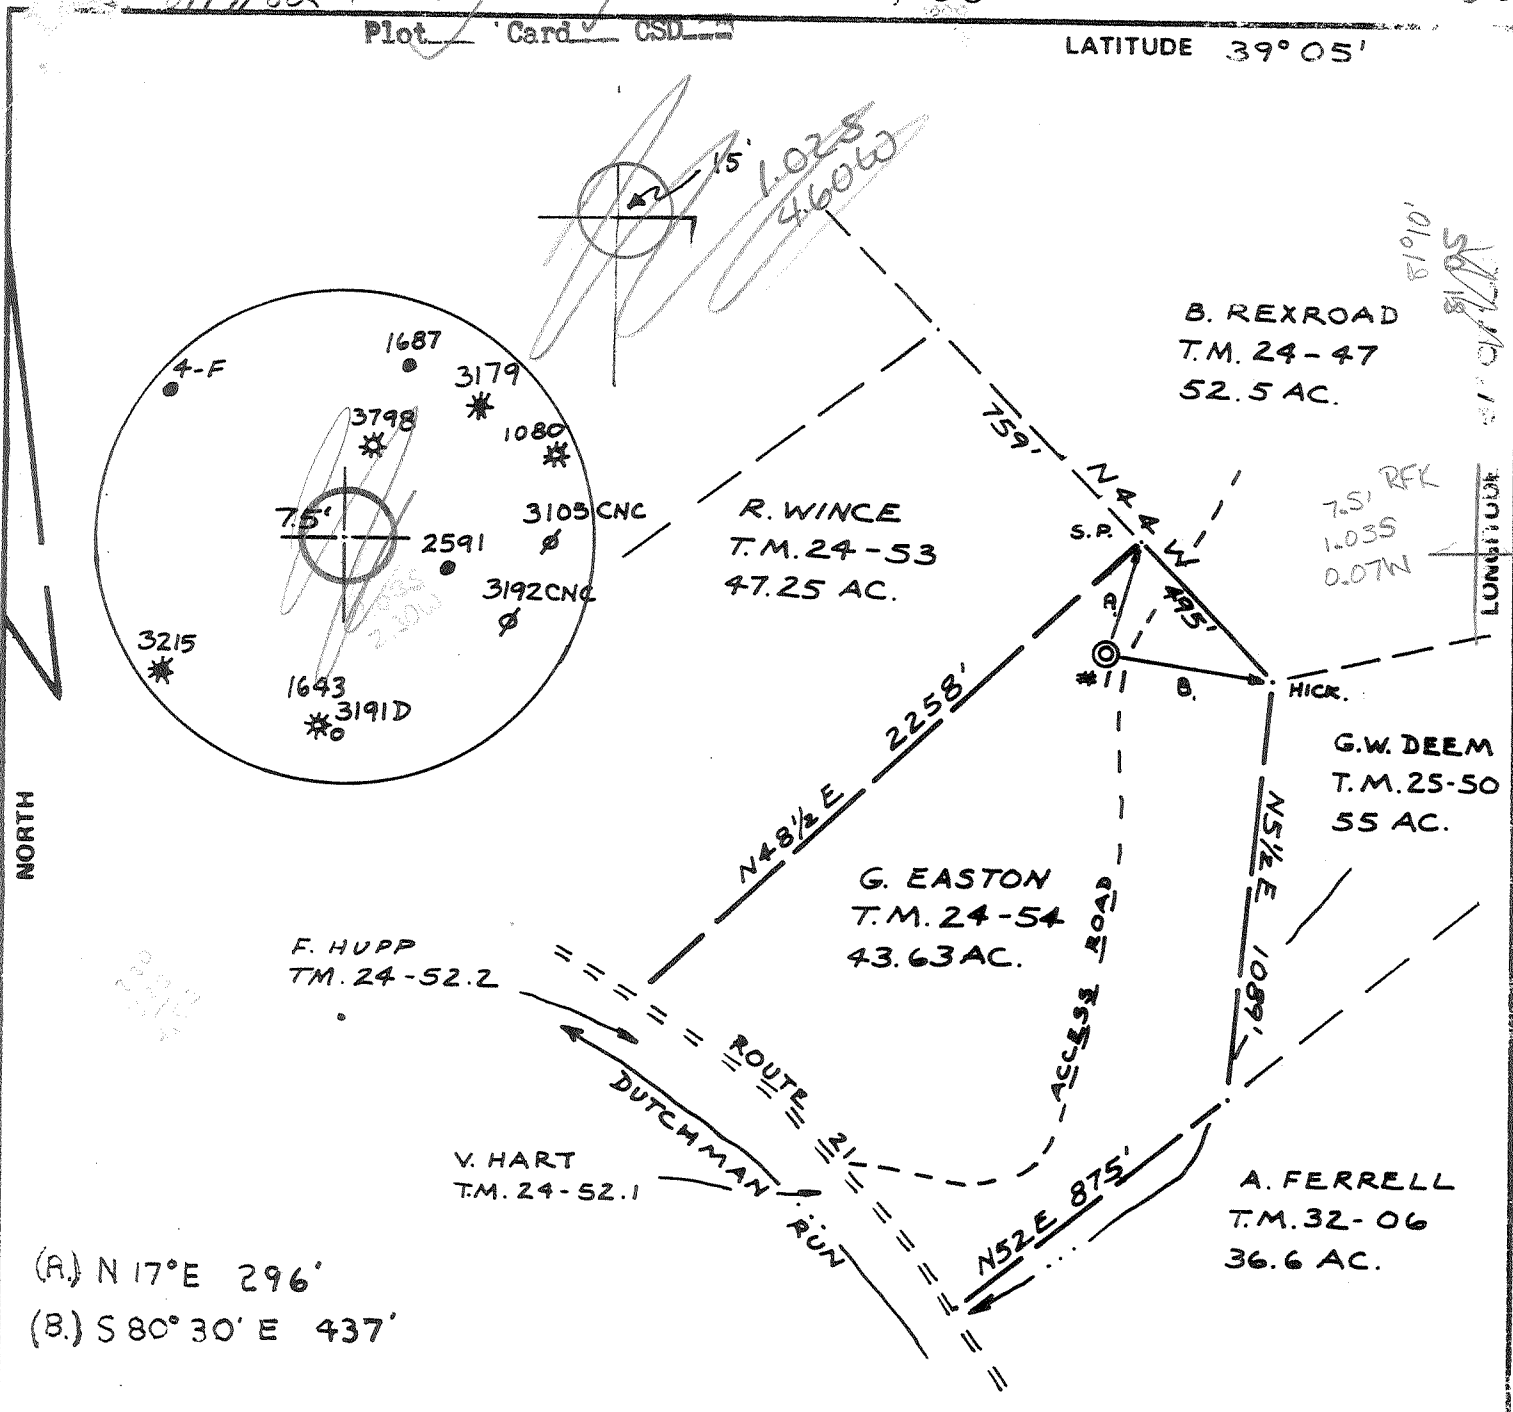 Plot Card CSD
LATITUDE 39° 05'
15'
1.02S
4.60W
B. REXROAD
T.M. 24-47
52.5 AC.
4-F
1687
3179
3798
1080
3105 CNC
7.5'
2591
3192 CNC
3215
1643
3191D
759'
N44W
S.P.
495'
R. WINCE
T.M. 24-53
47.25 AC.
7.5' RFK
1.03S
0.07W
LONGITUDE
A.
#1
B.
HICK.
2258'
N48½E
G.W. DEEM
T.M. 25-50
55 AC.
N5½E 1089'
NORTH
G. EASTON
T.M. 24-54
43.63 AC.
ACCESS ROAD
F. HUPP
TM. 24-52.2
ROUTE 21
DUTCHMAN RUN
V. HART
T.M. 24-52.1
N52E 875'
A. FERRELL
T.M. 32-06
36.6 AC.
(A.) N 17° E 296'
(B.) S 80° 30' E 437'